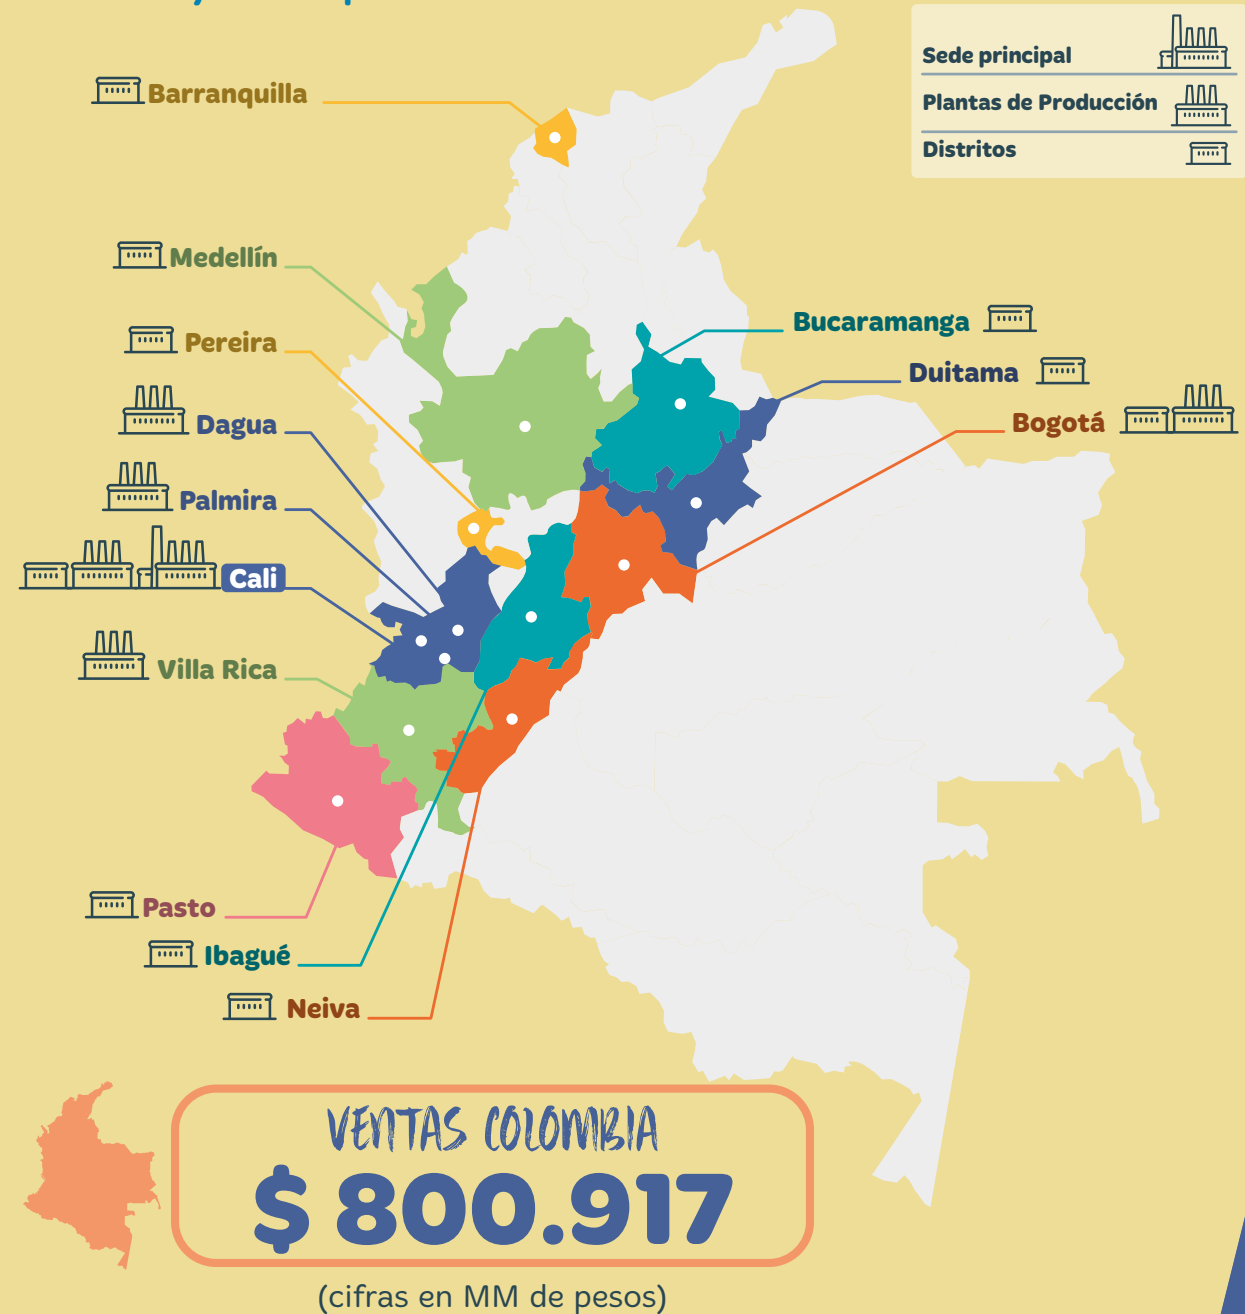 Sede principal
Plantas de Producción
Distritos
Barranquilla
Medellín
Pereira
Dagua
Palmira
Cali
Villa Rica
Pasto
Ibagué
Neiva
Bucaramanga
Duitama
Bogotá
VENTAS COLOMBIA
$ 800.917
(cifras en MM de pesos)